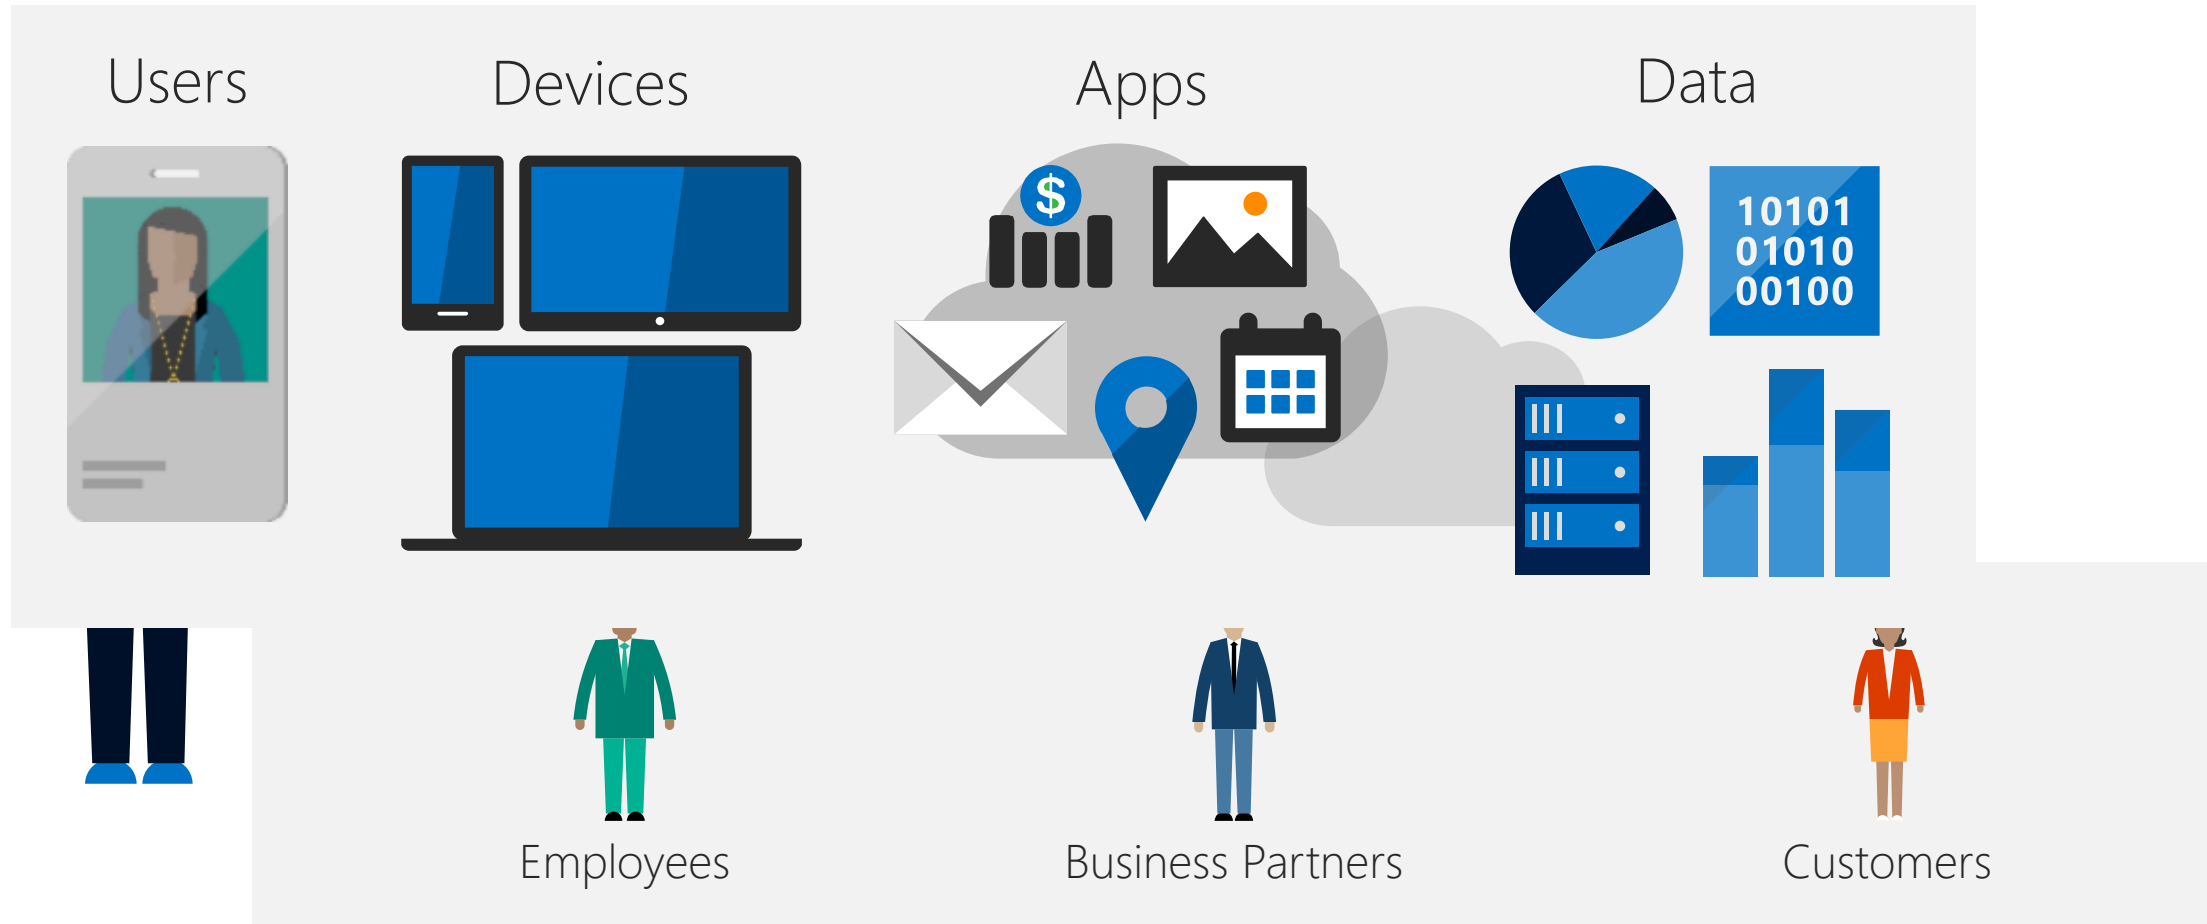 Users
Devices
Apps
Data
$
10101
01010
00100
Employees
Business Partners
Customers